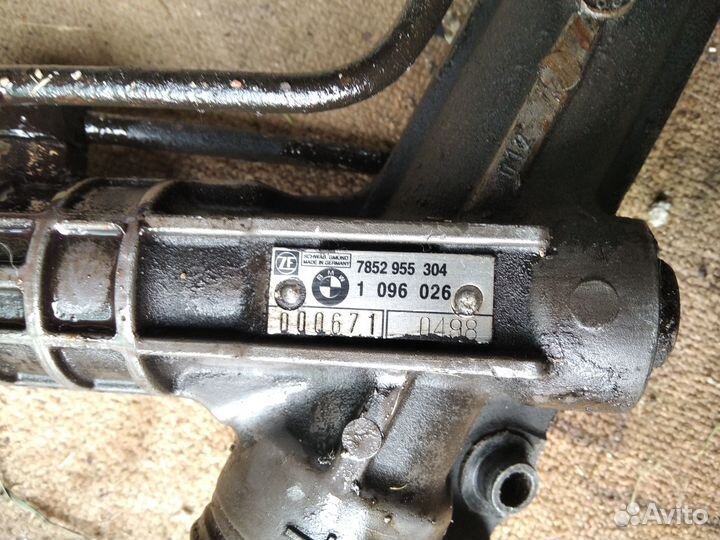 ZF SCHWÄB. GMÜND
MADE IN GERMANY
7852 955 304
BMW
1 096 026
000671 0498
Avito